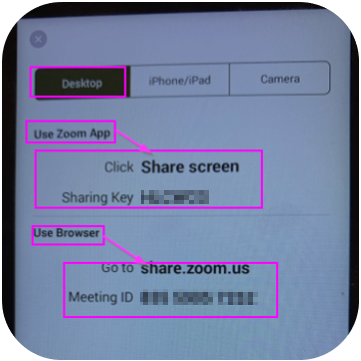 Desktop
iPhone/iPad
Camera
Use Zoom App
Click Share screen
Sharing Key
Use Browser
Go to share.zoom.us
Meeting ID